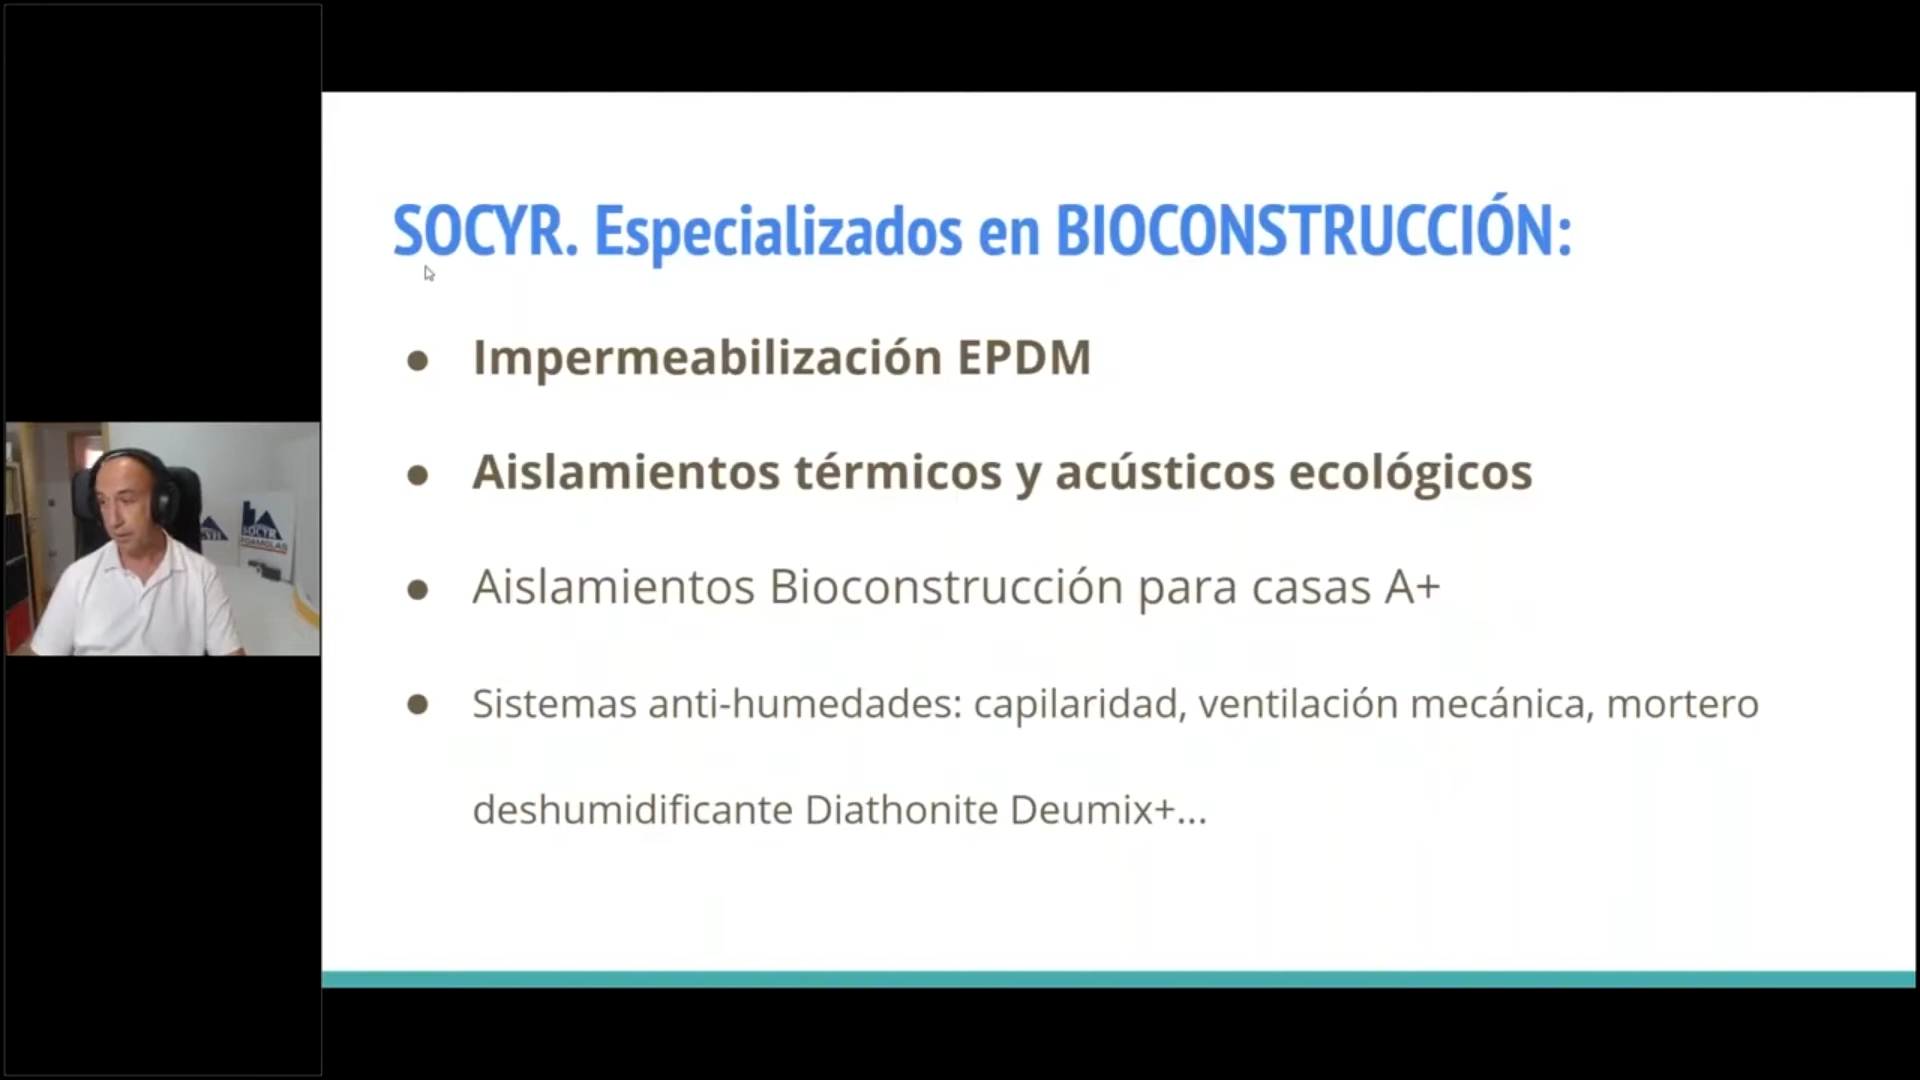 SOCYR. Especializados en BIOCONSTRUCCIÓN:
● Impermeabilización EPDM
● Aislamientos térmicos y acústicos ecológicos
● Aislamientos Bioconstrucción para casas A+
● Sistemas anti-humedades: capilaridad, ventilación mecánica, mortero
deshumidificante Diathonite Deumix+...
SOCYR